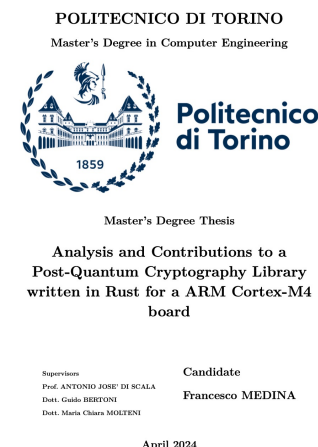 POLITECNICO DI TORINO
Master's Degree in Computer Engineering
1859
Politecnico
di Torino
Master's Degree Thesis
Analysis and Contributions to a
Post-Quantum Cryptography Library
written in Rust for a ARM Cortex-M4
board
Supervisors
Prof. ANTONIO JOSE' DI SCALA
Dott. Guido BERTONI
Dott. Maria Chiara MOLTENI
Candidate
Francesco MEDINA
April 2024